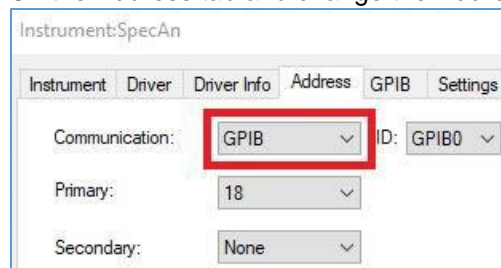 Instrument:SpecAn
Instrument Driver Driver Info Address GPIB Settings
Communication: GPIB ID: GPIB0
Primary: 18
Secondary: None